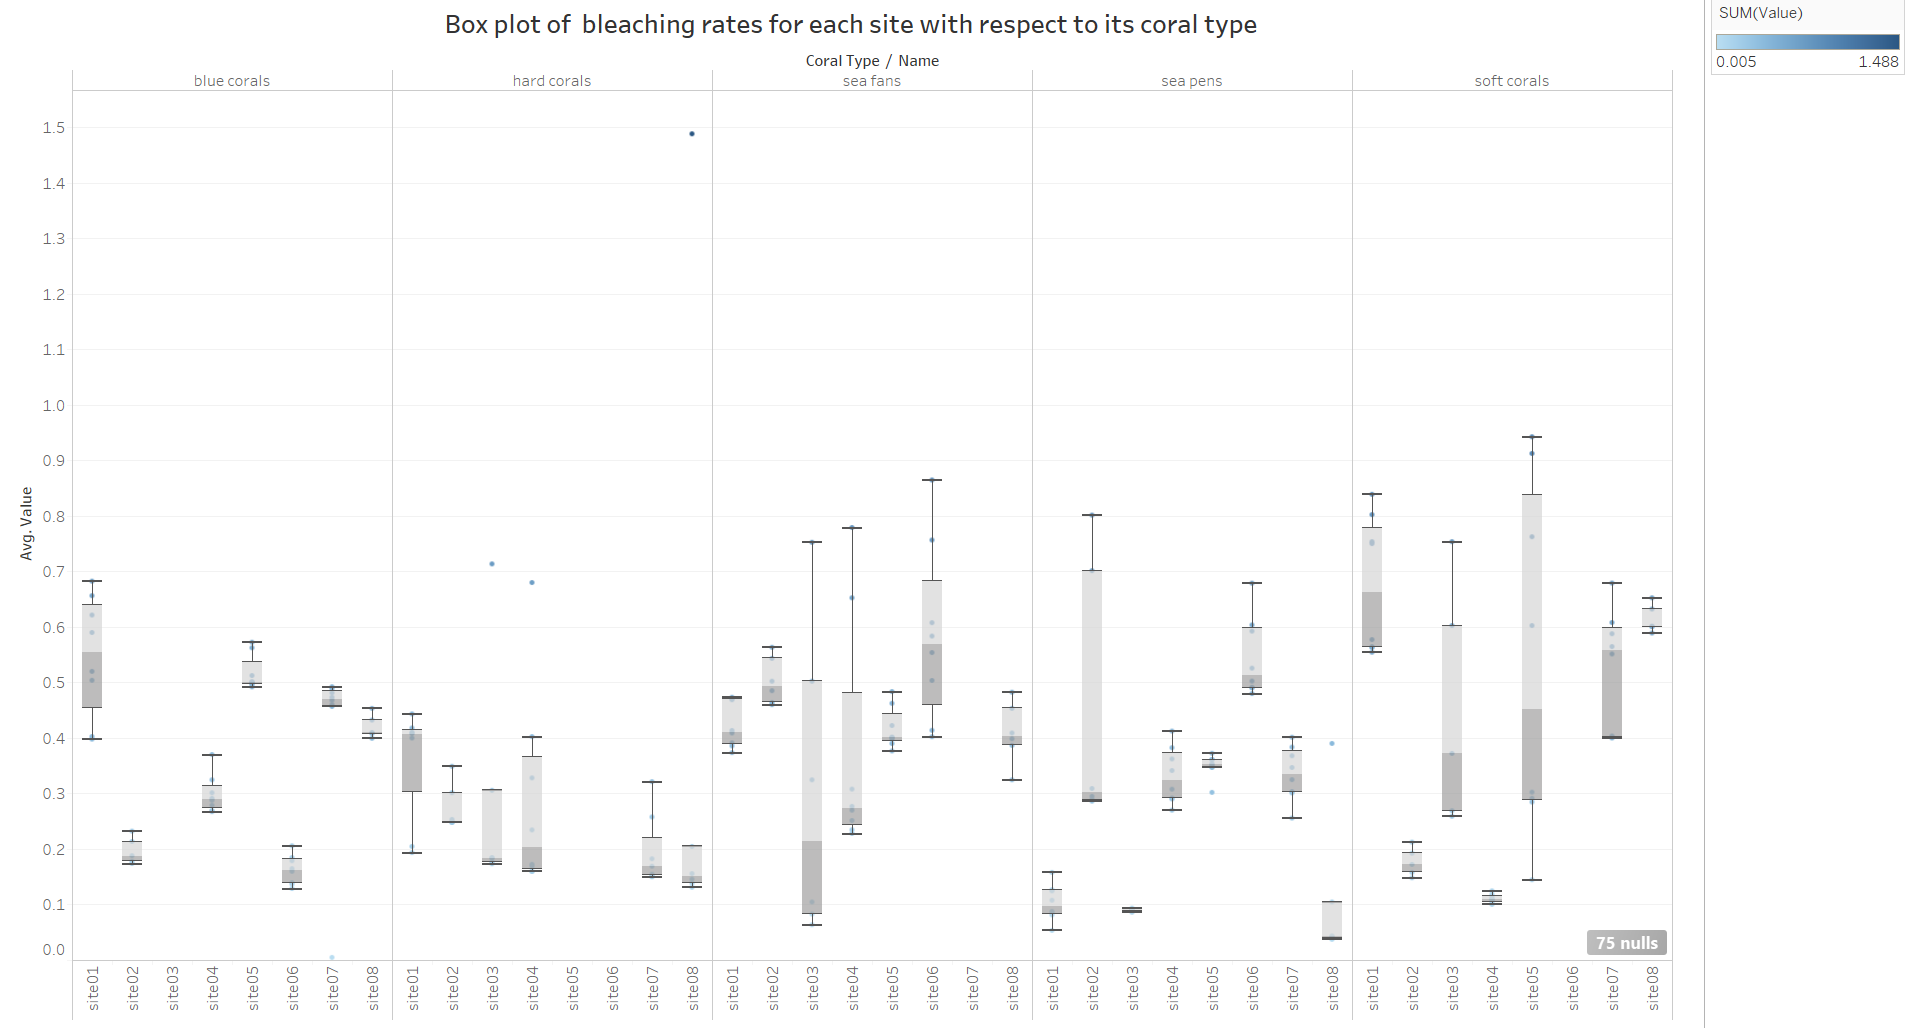 Box plot of  bleaching rates for each site with respect to its coral type
SUM(Value)
0.005 1.488
Coral Type / Name
blue corals hard corals sea fans sea pens soft corals
Avg. Value
1.5
1.4
1.3
1.2
1.1
1.0
0.9
0.8
0.7
0.6
0.5
0.4
0.3
0.2
0.1
0.0
75 nulls
site01 site02 site03 site04 site05 site06 site07 site08 site01 site02 site03 site04 site05 site06 site07 site08 site01 site02 site03 site04 site05 site06 site07 site08 site01 site02 site03 site04 site05 site06 site07 site08 site01 site02 site03 site04 site05 site06 site07 site08